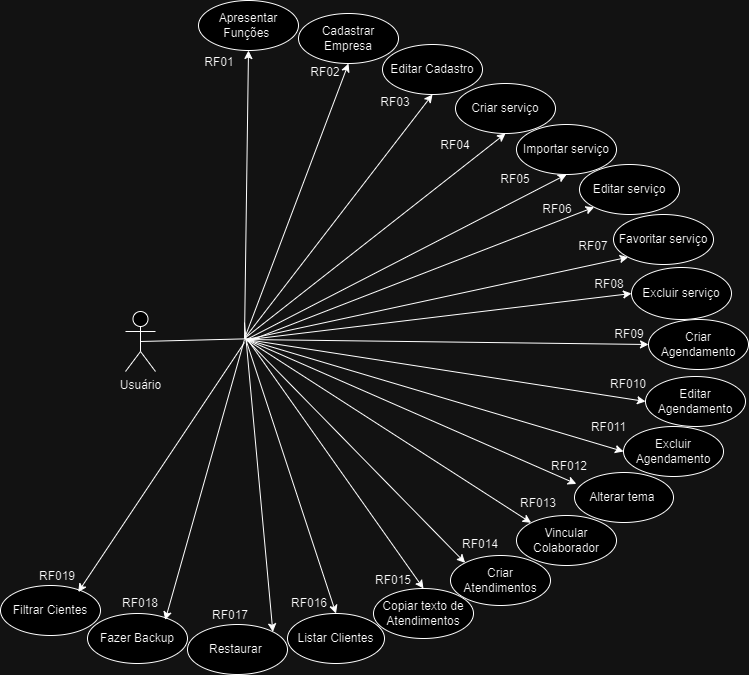 Apresentar
Funções
RF01
Cadastrar
Empresa
RF02
Editar Cadastro
RF03
Criar serviço
RF04
Importar serviço
RF05
Editar serviço
RF06
Favoritar serviço
RF07
Excluir serviço
RF08
Criar
Agendamento
RF09
Editar
Agendamento
RF010
Excluir
Agendamento
RF011
Alterar tema
RF012
Vincular
Colaborador
RF013
Criar
Atendimentos
RF014
Copiar texto de
Atendimentos
RF015
Listar Clientes
RF016
Restaurar
RF017
Fazer Backup
RF018
Filtrar Cientes
RF019
Usuário